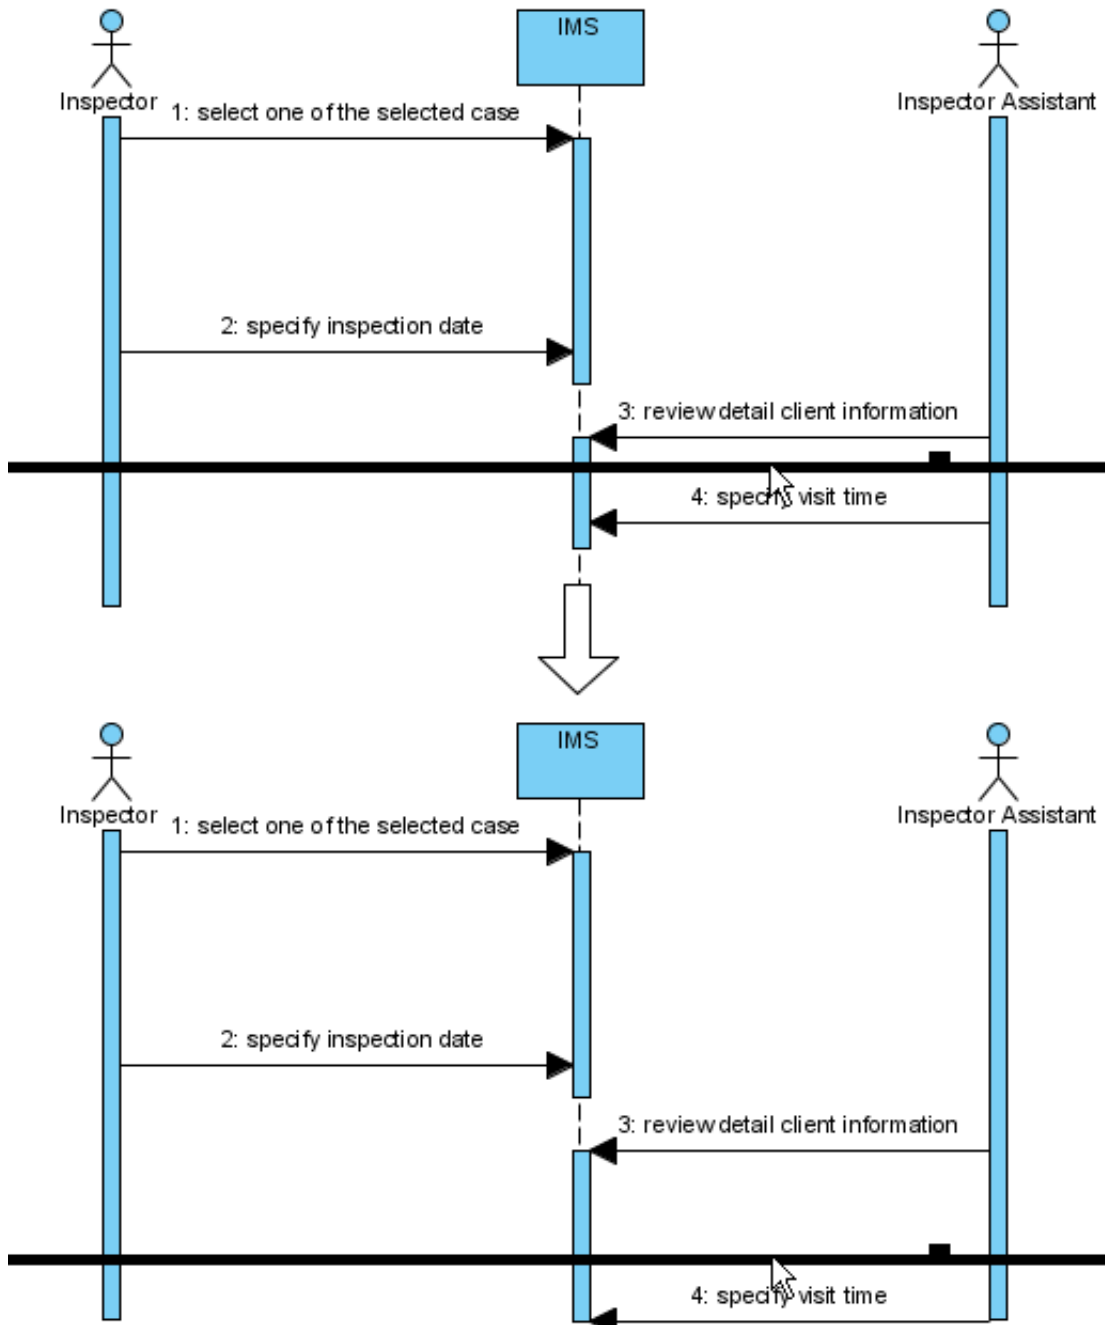 IMS
Inspector
Inspector Assistant
1: select one of the selected case
2: specify inspection date
3: review detail client information
4: specify visit time
IMS
Inspector
Inspector Assistant
1: select one of the selected case
2: specify inspection date
3: review detail client information
4: specify visit time